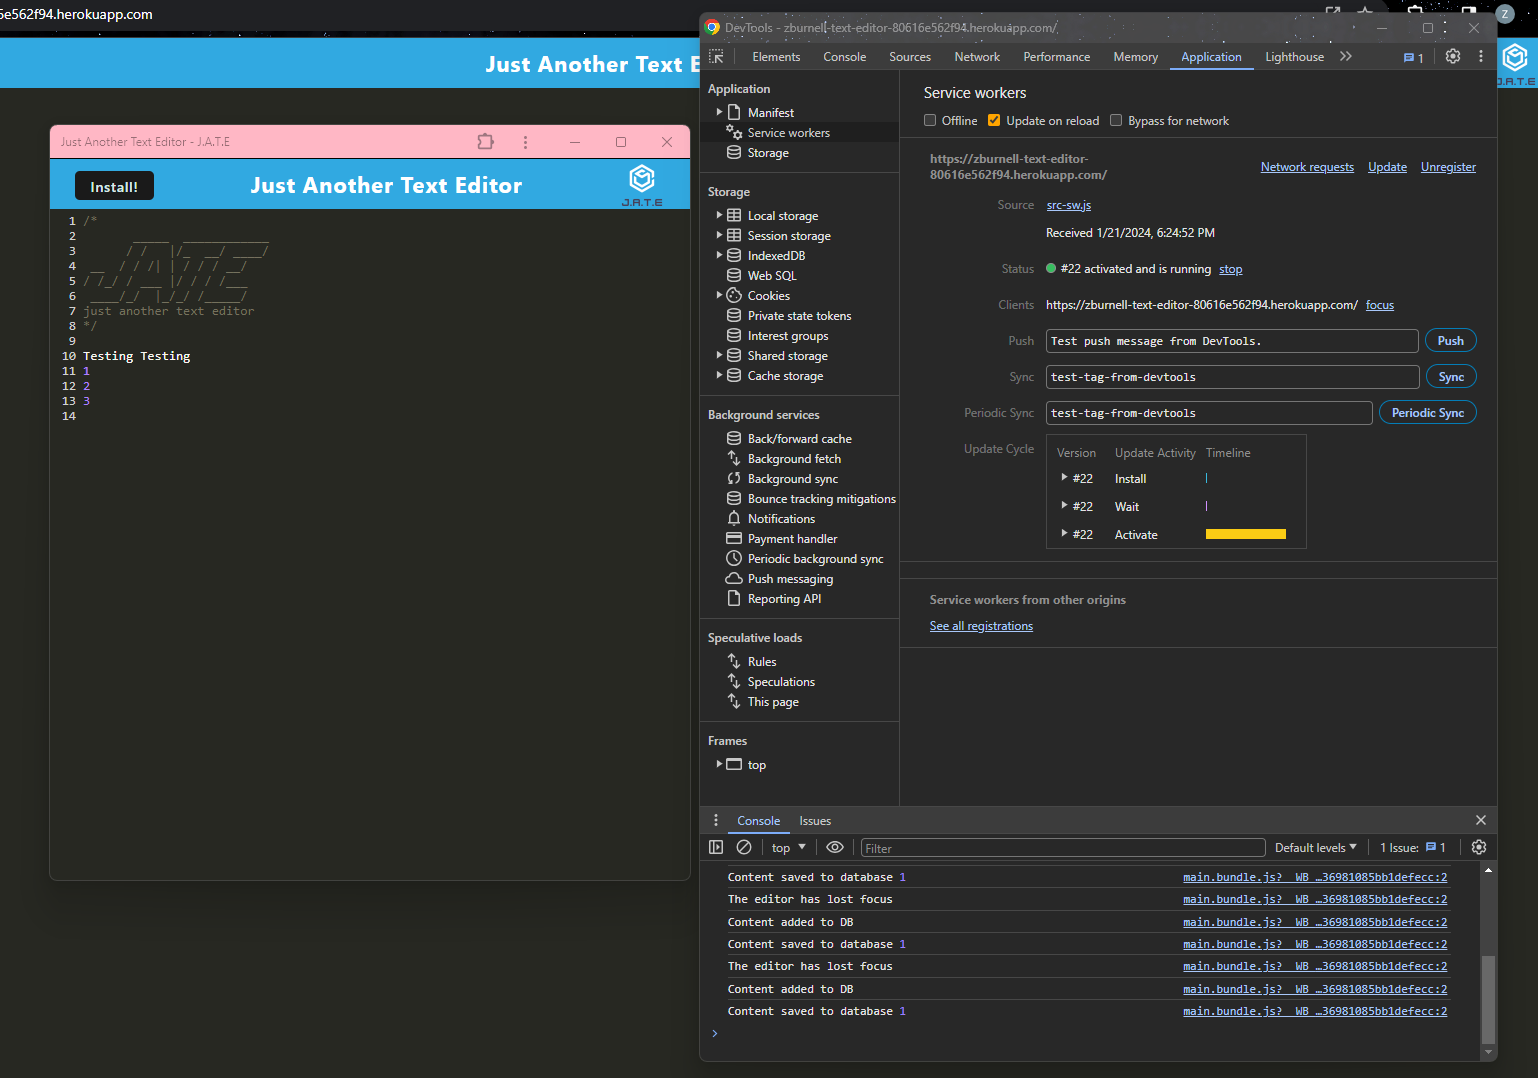 6e562f94.herokuapp.com
Z
Just Another Text E
J.A.T.E
Just Another Text Editor - J.A.T.E
Install!
Just Another Text Editor
J.A.T.E
1 /*
2
3
4
5
6
7 just another text editor
8 */
9
10 Testing Testing
11 1
12 2
13 3
14
DevTools - zburnell-text-editor-80616e562f94.herokuapp.com/
Elements Console Sources Network Performance Memory Application Lighthouse 1
Application
Manifest
Service workers
Storage
Storage
Local storage
Session storage
IndexedDB
Web SQL
Cookies
Private state tokens
Interest groups
Shared storage
Cache storage
Background services
Back/forward cache
Background fetch
Background sync
Bounce tracking mitigations
Notifications
Payment handler
Periodic background sync
Push messaging
Reporting API
Speculative loads
Rules
Speculations
This page
Frames
top
Service workers
Offline Update on reload Bypass for network
https://zburnell-text-editor-
80616e562f94.herokuapp.com/
Network requests Update Unregister
Source src-sw.js
Received 1/21/2024, 6:24:52 PM
Status #22 activated and is running stop
Clients https://zburnell-text-editor-80616e562f94.herokuapp.com/ focus
Push Test push message from DevTools. Push
Sync test-tag-from-devtools Sync
Periodic Sync test-tag-from-devtools Periodic Sync
Update Cycle Version Update Activity Timeline
#22 Install
#22 Wait
#22 Activate
Service workers from other origins
See all registrations
Console Issues
top Filter Default levels 1 Issue: 1
Content saved to database 1 main.bundle.js?__WB_…36981085bb1defecc:2
The editor has lost focus main.bundle.js?__WB_…36981085bb1defecc:2
Content added to DB main.bundle.js?__WB_…36981085bb1defecc:2
Content saved to database 1 main.bundle.js?__WB_…36981085bb1defecc:2
The editor has lost focus main.bundle.js?__WB_…36981085bb1defecc:2
Content added to DB main.bundle.js?__WB_…36981085bb1defecc:2
Content saved to database 1 main.bundle.js?__WB_…36981085bb1defecc:2